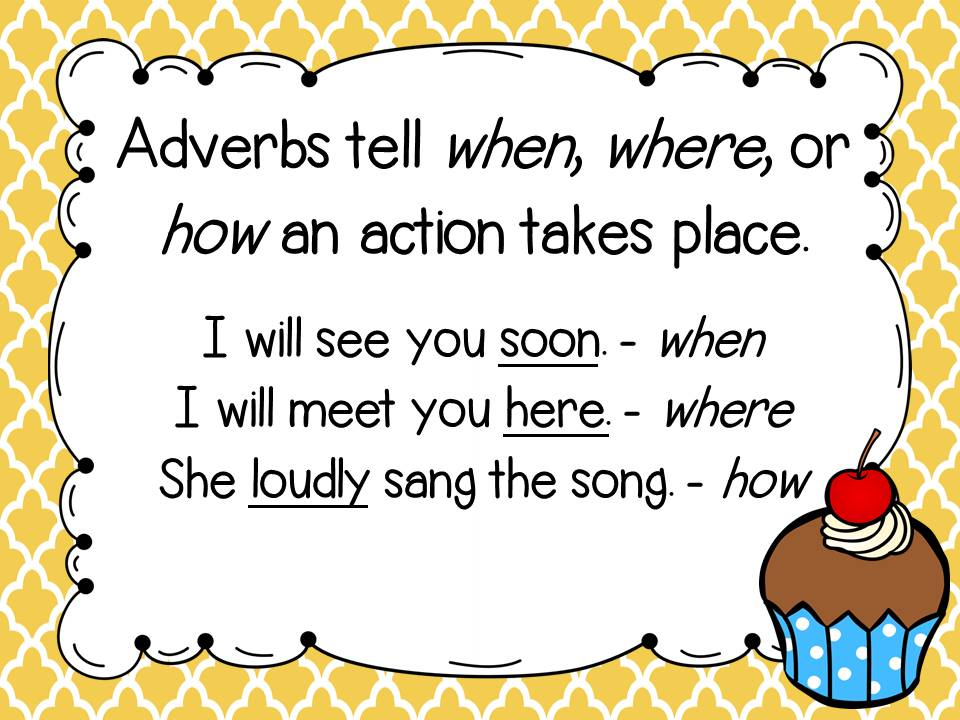 Adverbs tell when, where, or
how an action takes place.
I will see you soon. - when
I will meet you here. - where
She loudly sang the song. - how